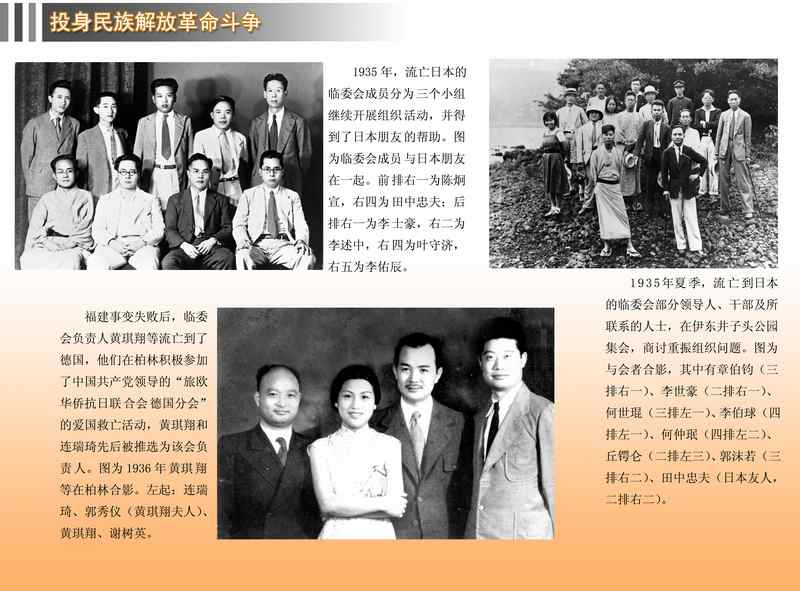 投身民族解放革命斗争
1935年，流亡日本的
临委会成员分为三个小组
继续开展组织活动，并得
到了日本朋友的帮助。图
为临委会成员与日本朋友
在一起。前排右一为陈炯
宣，右四为田中忠夫；后
排右一为李士豪，右二为
李述中，右四为叶守济，
右五为李佑辰。
1935年夏季，流亡到日本
的临委会部分领导人、干部及所
联系的人士，在伊东井子头公园
集会，商讨重振组织问题。图为
与会者合影，其中有章伯钧（三
排右一）、李世豪（二排右一）、
何世琨（三排左一）、李伯球（四
排左一）、何仲珉（四排左二）、
丘锷仑（二排左三）、郭沫若（三
排右二）、田中忠夫（日本友人，
二排右二）。
福建事变失败后，临委
会负责人黄琪翔等流亡到了
德国，他们在柏林积极参加
了中国共产党领导的“旅欧
华侨抗日联合会德国分会”
的爱国救亡活动，黄琪翔和
连瑞琦先后被推选为该会负
责人。图为1936年黄琪翔
等在柏林合影。左起：连瑞
琦、郭秀仪（黄琪翔夫人）、
黄琪翔、谢树英。